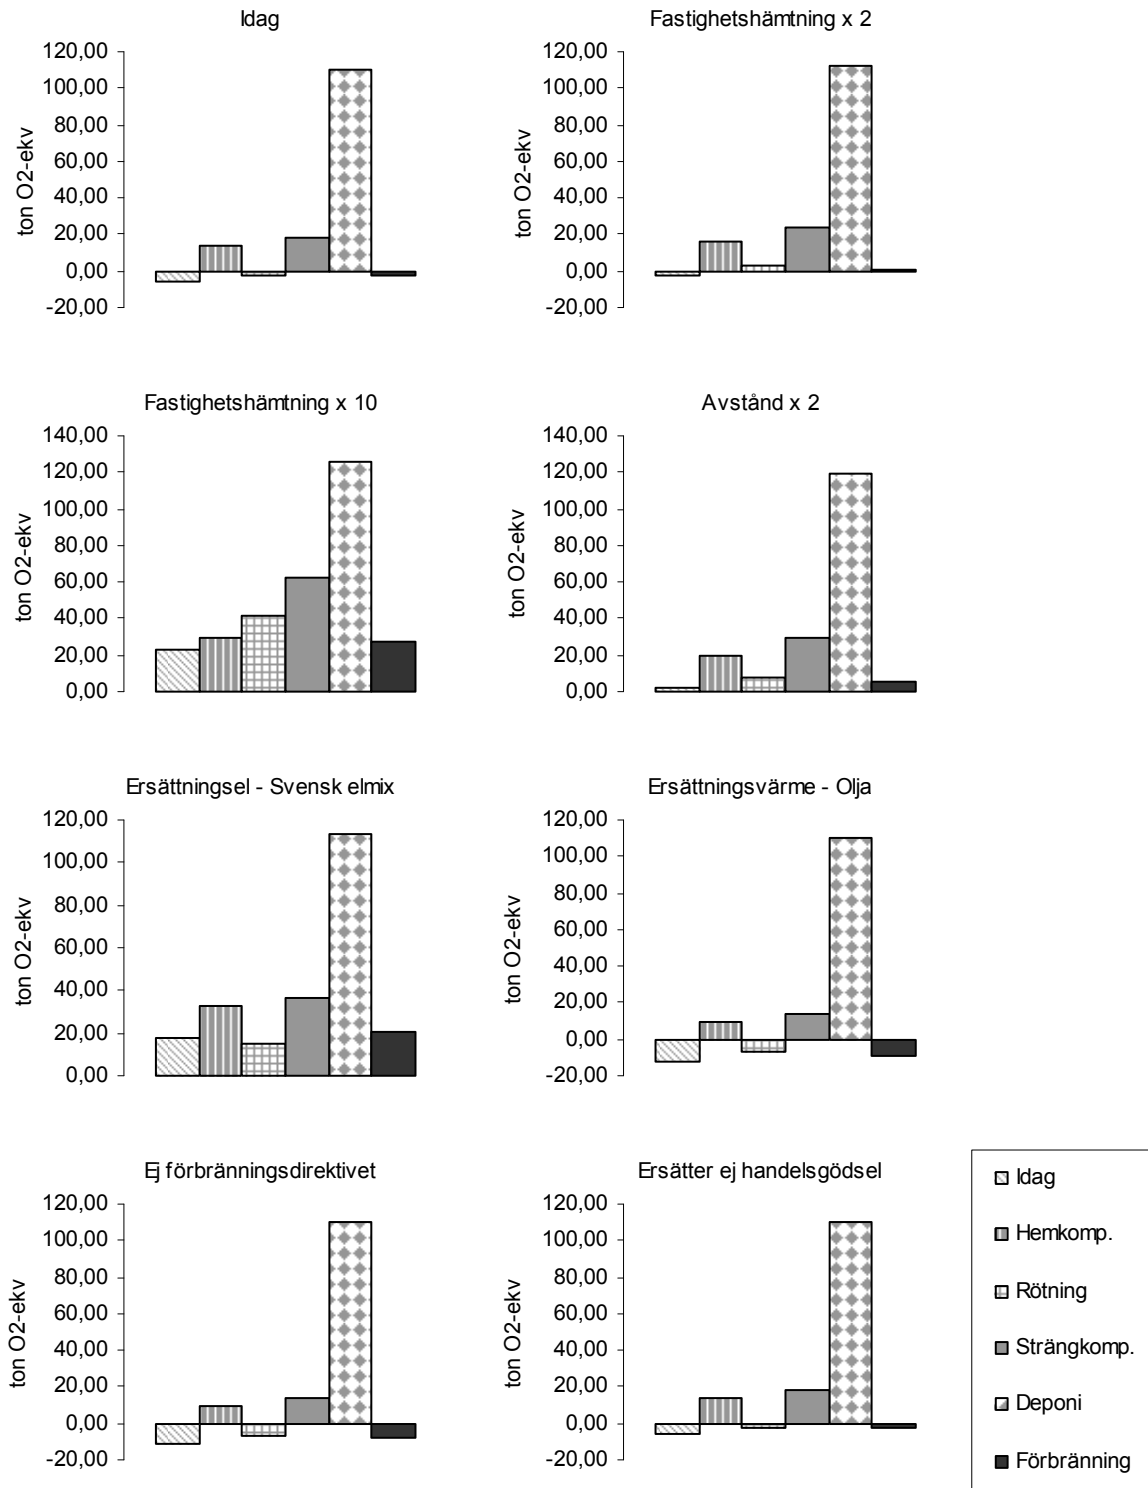 Idag
120,00
100,00
80,00
60,00
40,00
20,00
0,00
-20,00
ton O2-ekv
Fastighetshämtning x 2
120,00
100,00
80,00
60,00
40,00
20,00
0,00
-20,00
ton O2-ekv
Fastighetshämtning x 10
140,00
120,00
100,00
80,00
60,00
40,00
20,00
0,00
ton O2-ekv
Avstånd x 2
140,00
120,00
100,00
80,00
60,00
40,00
20,00
0,00
ton O2-ekv
Ersättningsel - Svensk elmix
120,00
100,00
80,00
60,00
40,00
20,00
0,00
ton O2-ekv
Ersättningsvärme - Olja
120,00
100,00
80,00
60,00
40,00
20,00
0,00
-20,00
ton O2-ekv
Ej förbränningsdirektivet
120,00
100,00
80,00
60,00
40,00
20,00
0,00
-20,00
ton O2-ekv
Ersätter ej handelsgödsel
120,00
100,00
80,00
60,00
40,00
20,00
0,00
-20,00
ton O2-ekv
Idag
Hemkomp.
Rötning
Strängkomp.
Deponi
Förbränning